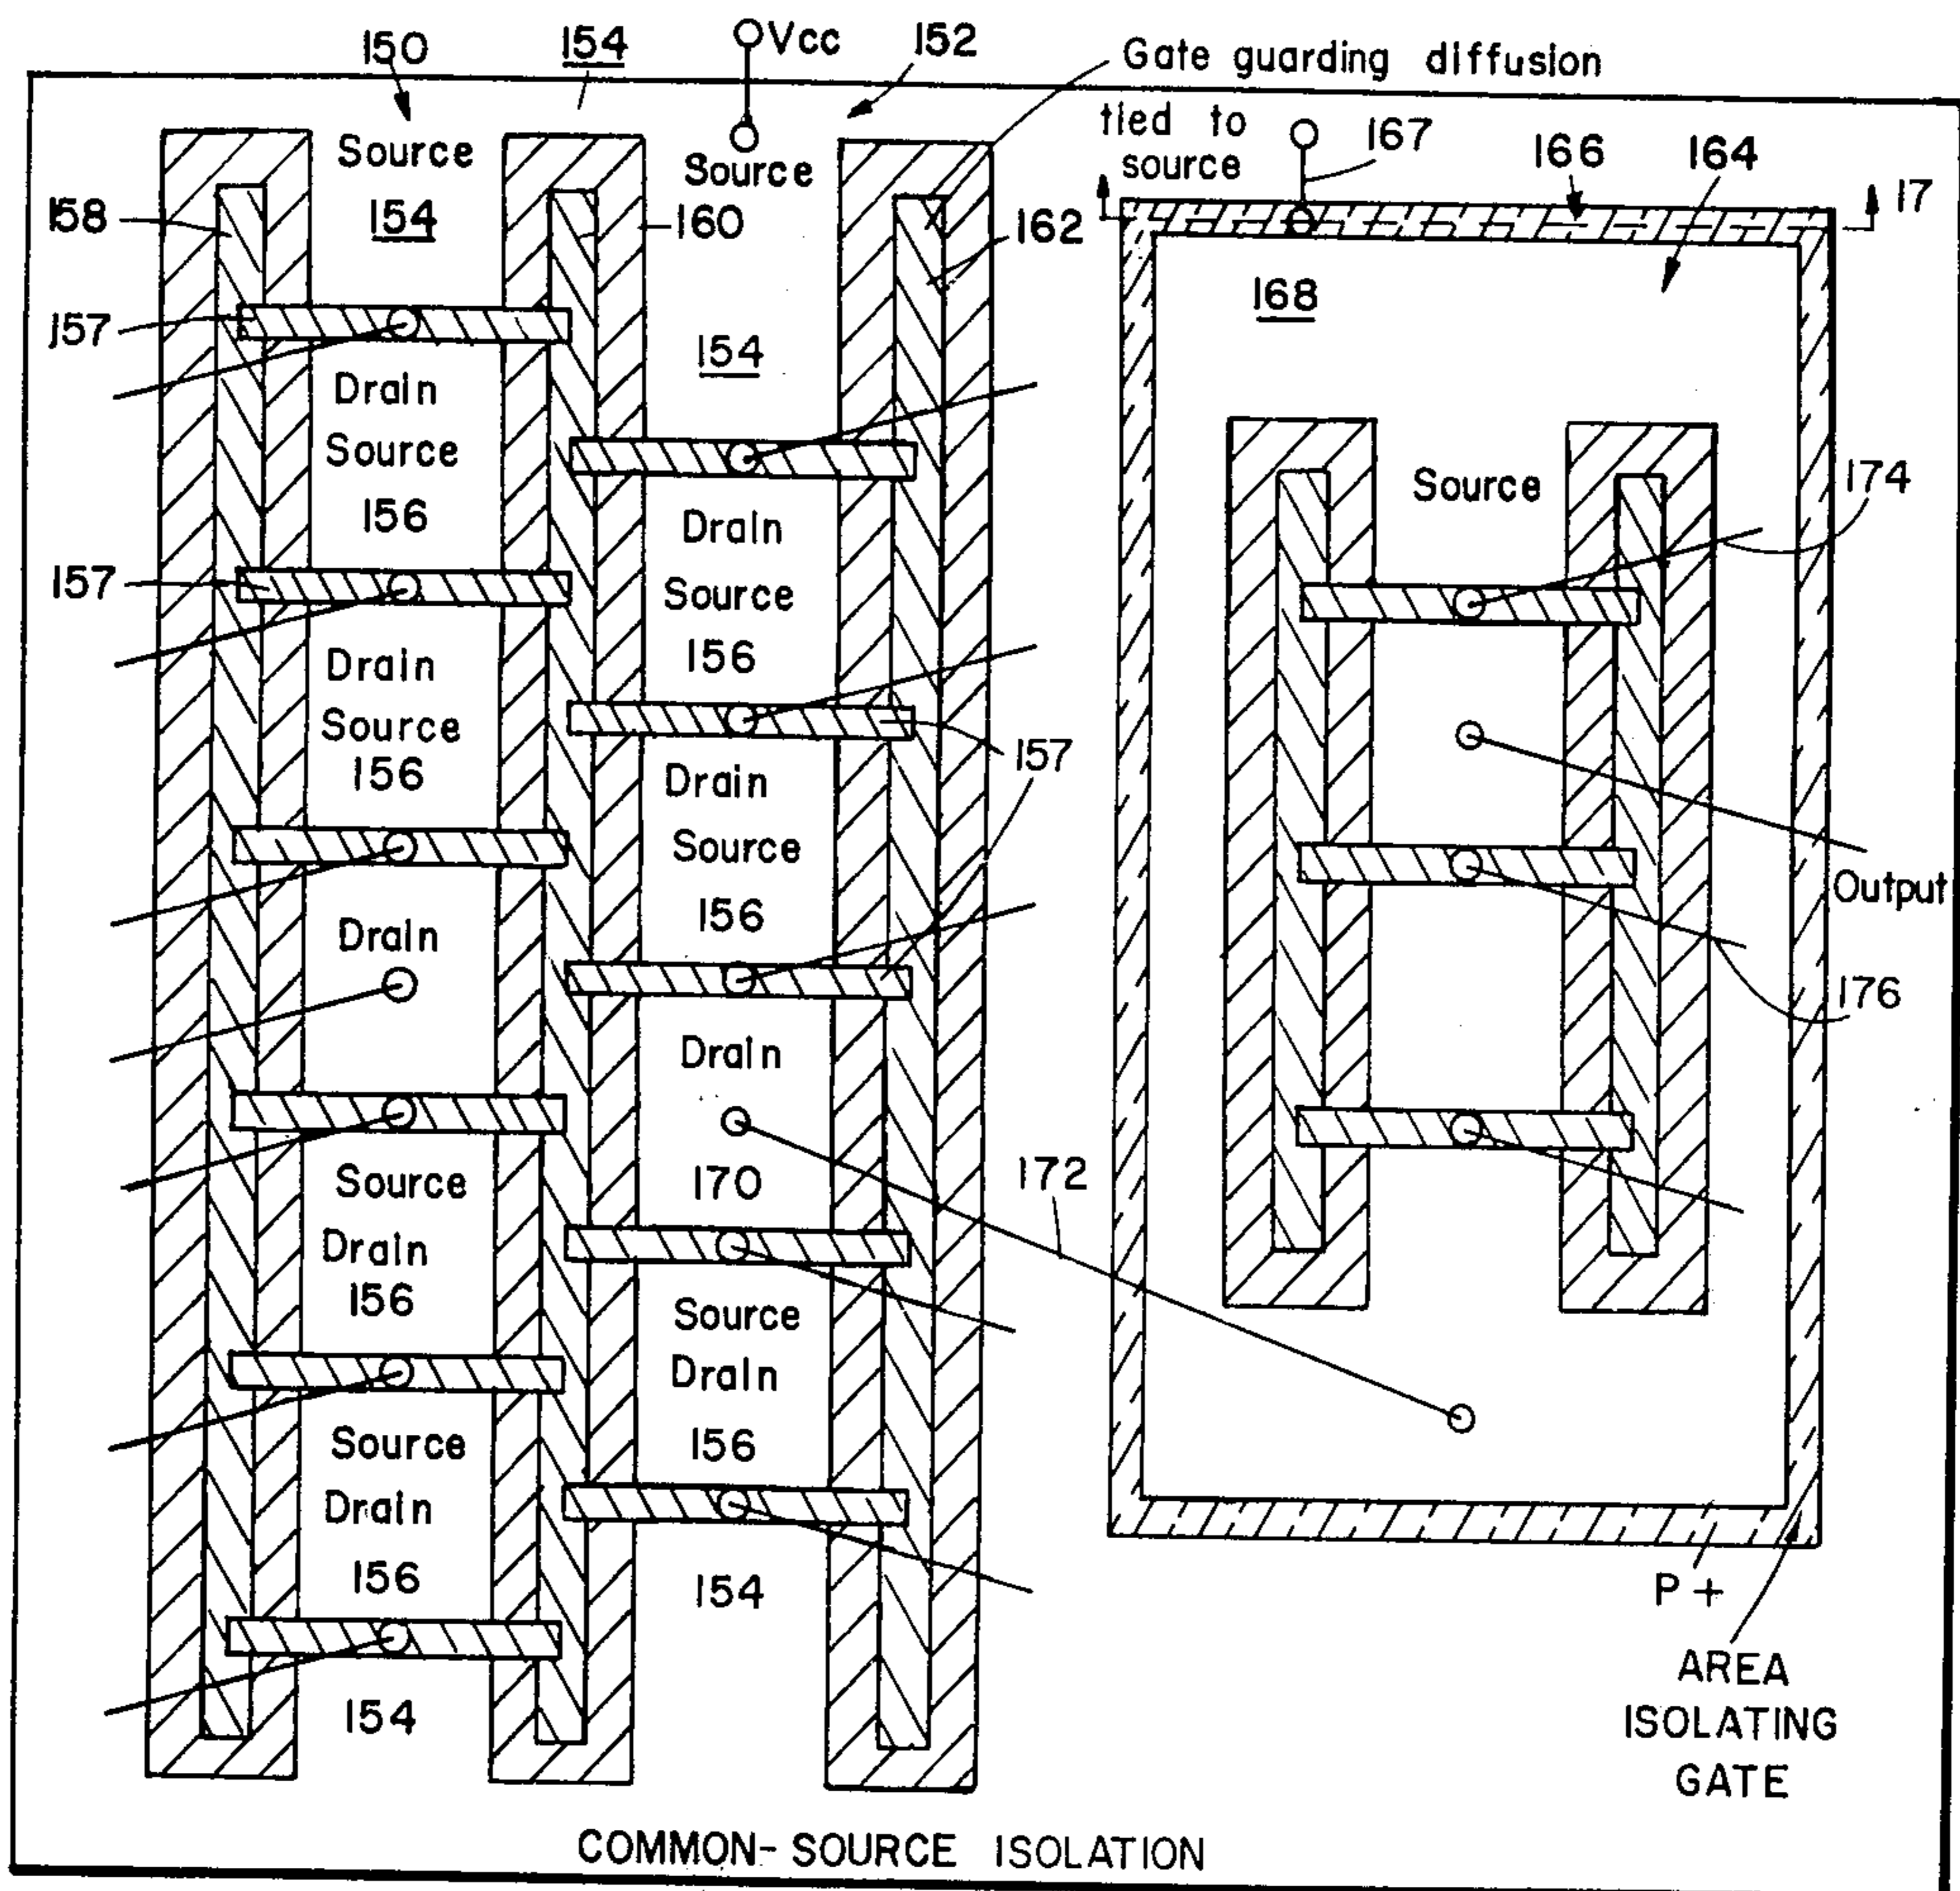 150
154
Vcc
152
Gate guarding diffusion
tied to
source
167
166
164
17
Source
154
Source
158
160
162
168
157
154
Drain
Source
156
Source
174
Drain
Source
156
157
Drain
Source
156
157
Drain
Source
156
Output
Drain
176
Drain
170
172
Source
Drain
156
Source
Drain
156
Source
Drain
156
154
P+
154
AREA
ISOLATING
GATE
COMMON-SOURCE ISOLATION